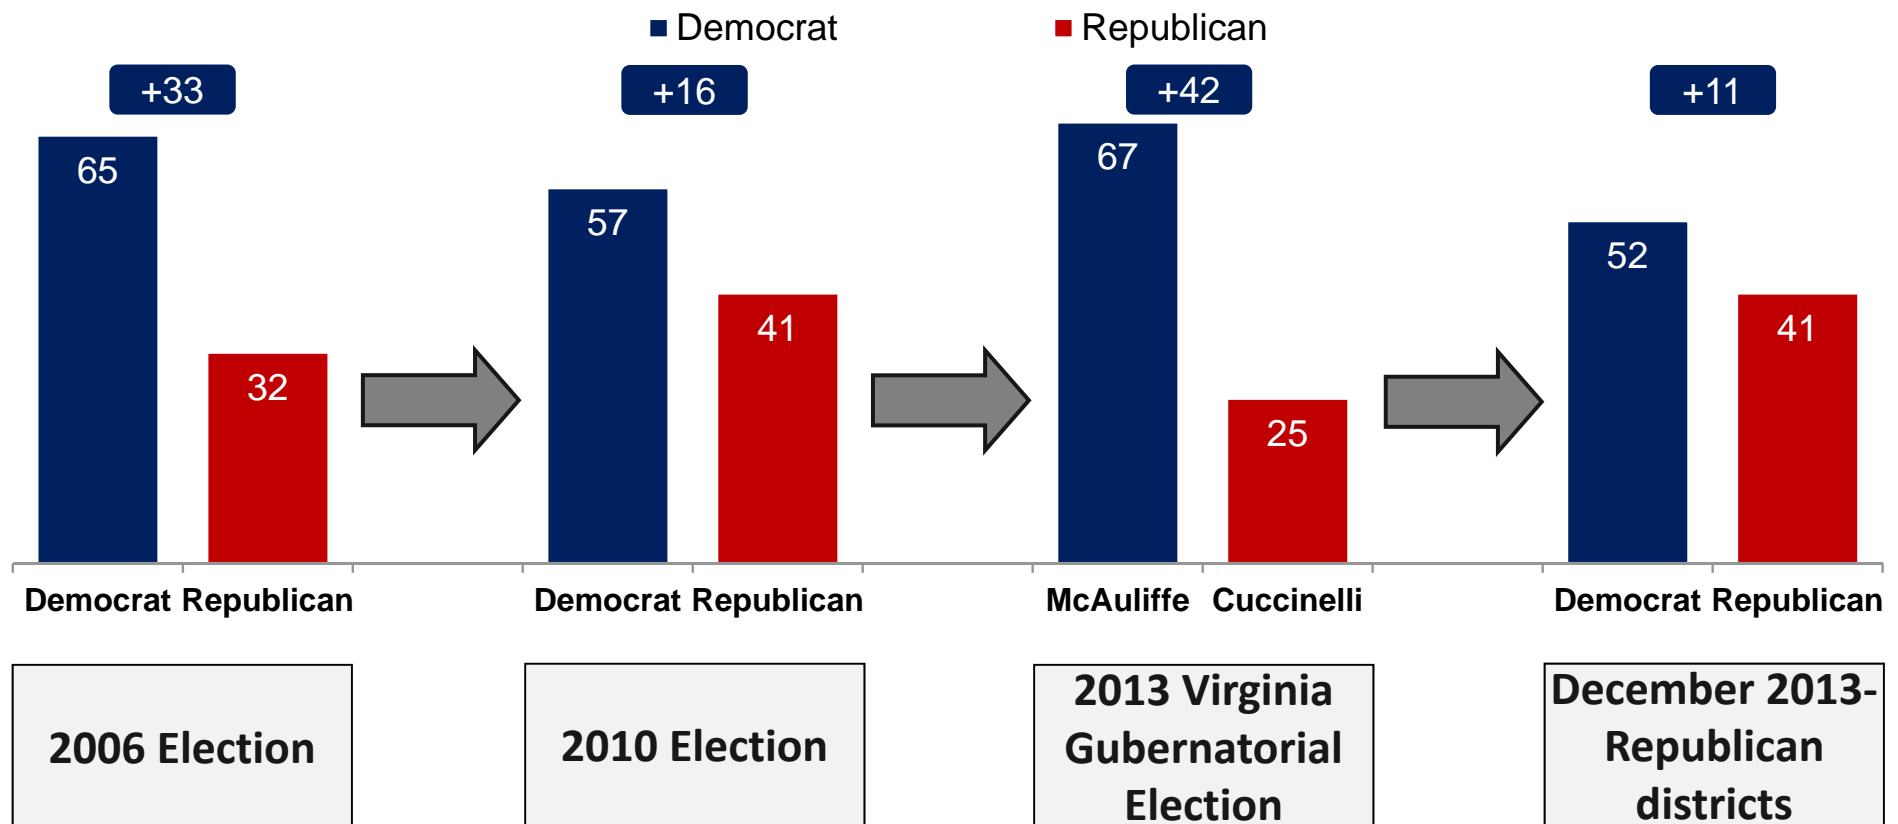 Democrat Republican
+33 +16 +42 +11
65 32 57 41 67 25 52 41
Democrat Republican Democrat Republican McAuliffe Cuccinelli Democrat Republican
2006 Election
2010 Election
2013 Virginia
Gubernatorial
Election
December 2013-
Republican
districts